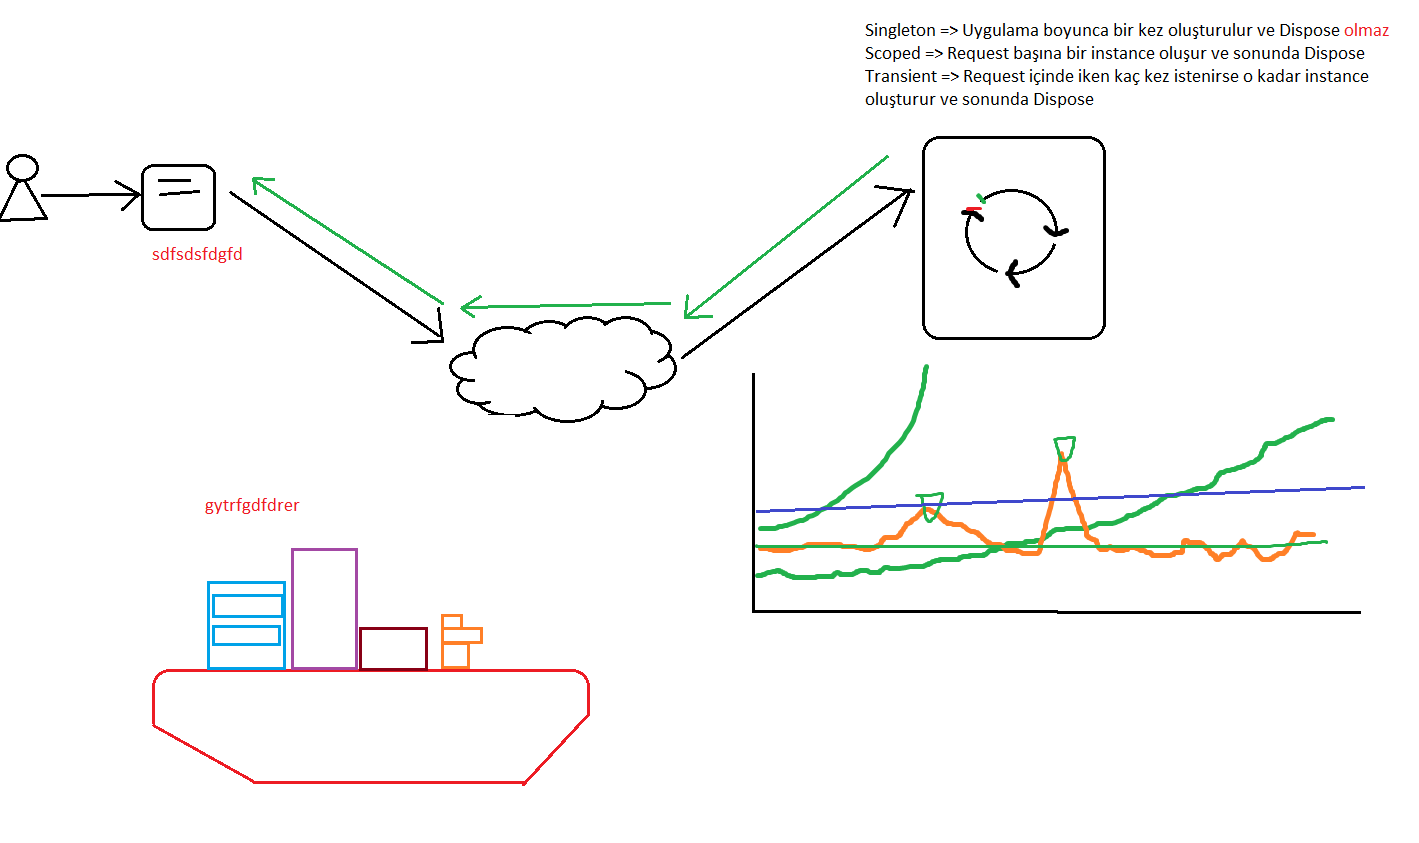 Singleton => Uygulama boyunca bir kez oluşturulur ve Dispose olmaz
Scoped => Request başına bir instance oluşur ve sonunda Dispose
Transient => Request içinde iken kaç kez istenirse o kadar instance
oluşturur ve sonunda Dispose
sdfsdsfdgfd
gytrfgdfdrer